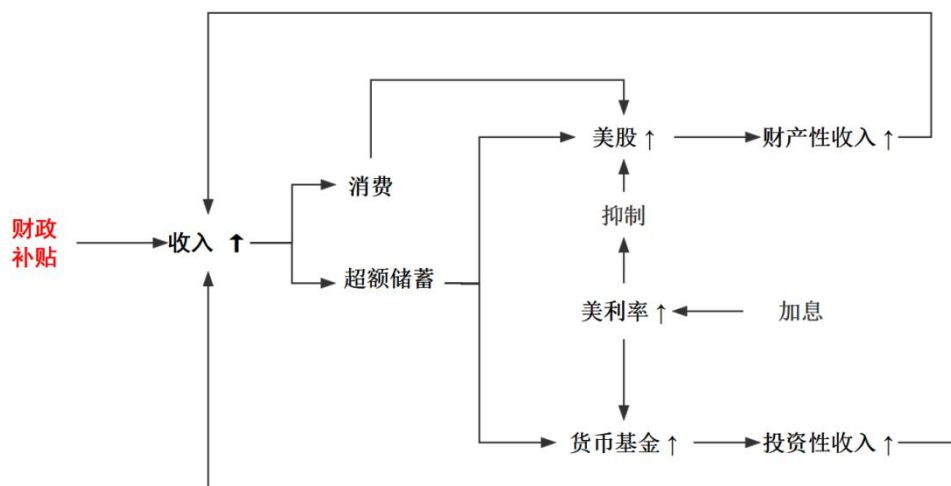 美股 ↑
财产性收入 ↑
消费
抑制
财政
补贴
收入 ↑
超额储蓄
美利率 ↑
加息
货币基金 ↑
投资性收入 ↑